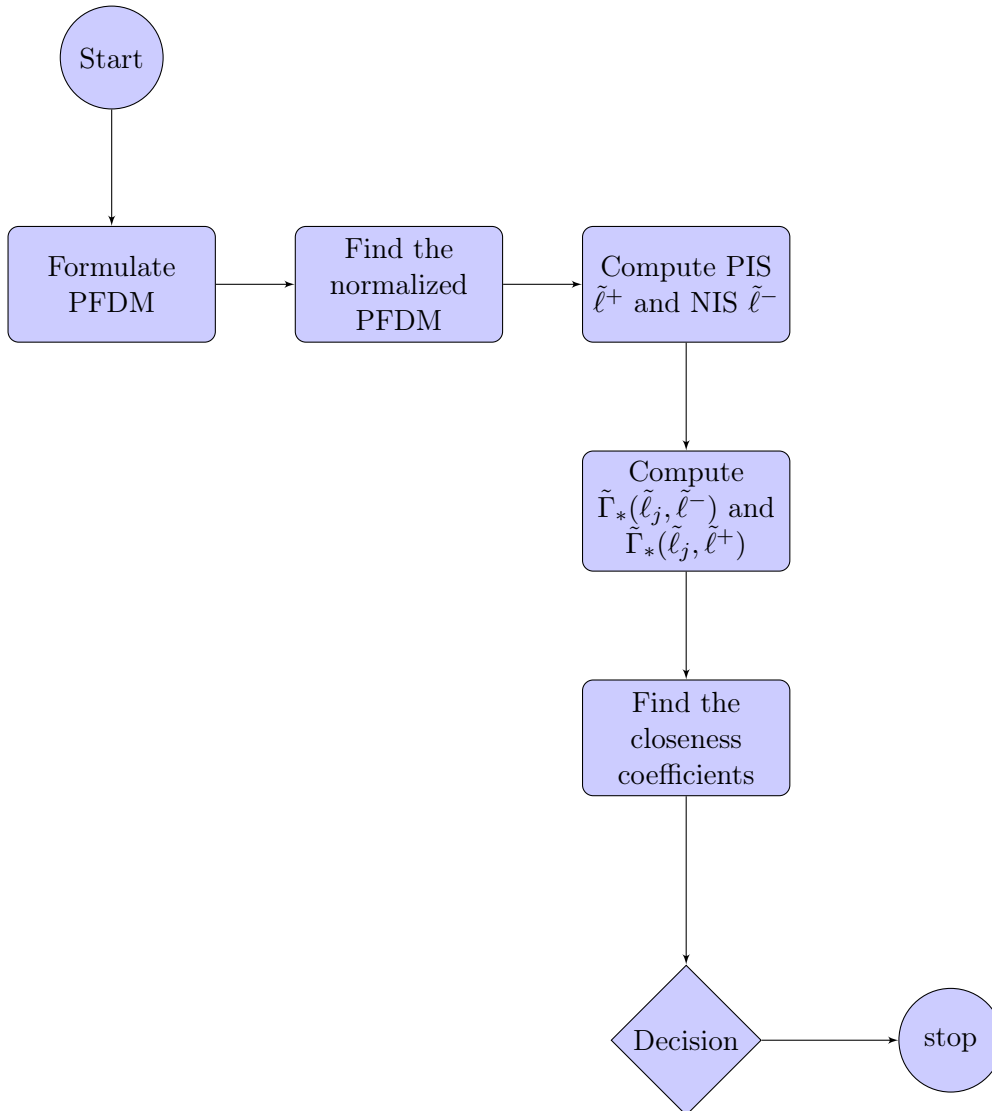 Start
Formulate
PFDM
Find the
normalized
PFDM
Compute PIS
ℓ̃⁺ and NIS ℓ̃⁻
Compute
Γ̃∗(ℓ̃ⱼ, ℓ̃⁻) and
Γ̃∗(ℓ̃ⱼ, ℓ̃⁺)
Find the
closeness
coefficients
Decision
stop